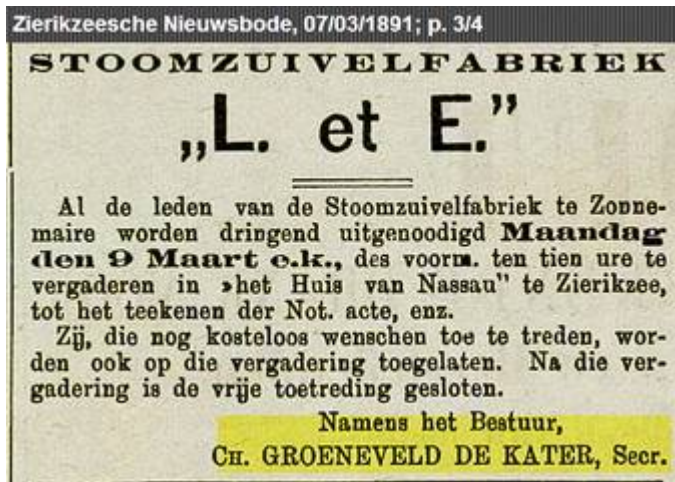 Zierikzeesche Nieuwsbode, 07/03/1891; p. 3/4
STOOMZUIVELFABRIEK
„L. et E.”
Al de leden van de Stoomzuivelfabriek te Zonne-
maire worden dringend uitgenoodigd Maandag
den 9 Maart e.k., des voorm. ten tien ure te
vergaderen in »het Huis van Nassau” te Zierikzee,
tot het teekenen der Not. acte, enz.
Zij, die nog kosteloos wenschen toe te treden, wor-
den ook op die vergadering toegelaten. Na die ver-
gadering is de vrije toetreding gesloten.
Namens het Bestuur,
CH. GROENEVELD DE KATER, Secr.